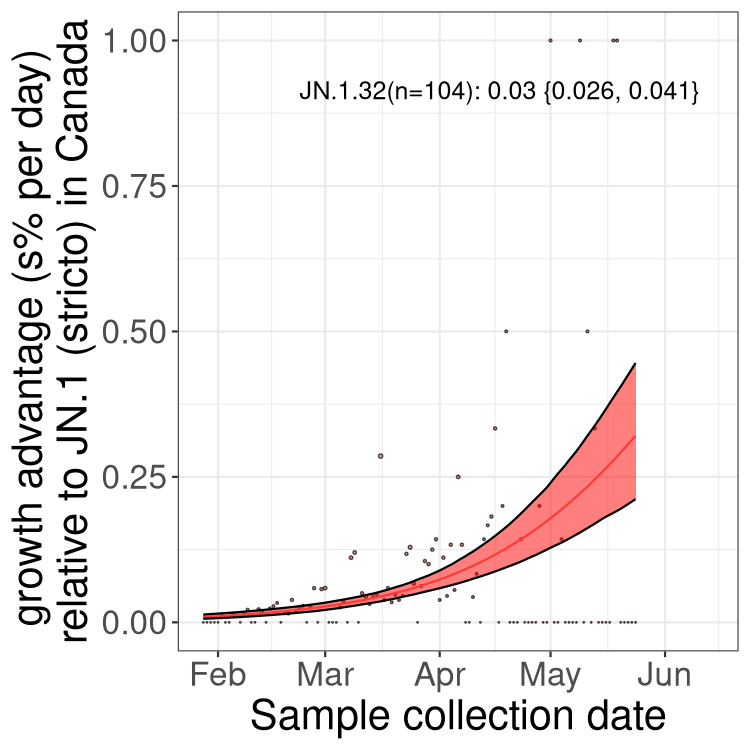 growth advantage (s% per day)
relative to JN.1 (stricto) in Canada
1.00
0.75
0.50
0.25
0.00
JN.1.32(n=104): 0.03 {0.026, 0.041}
Feb Mar Apr May Jun
Sample collection date